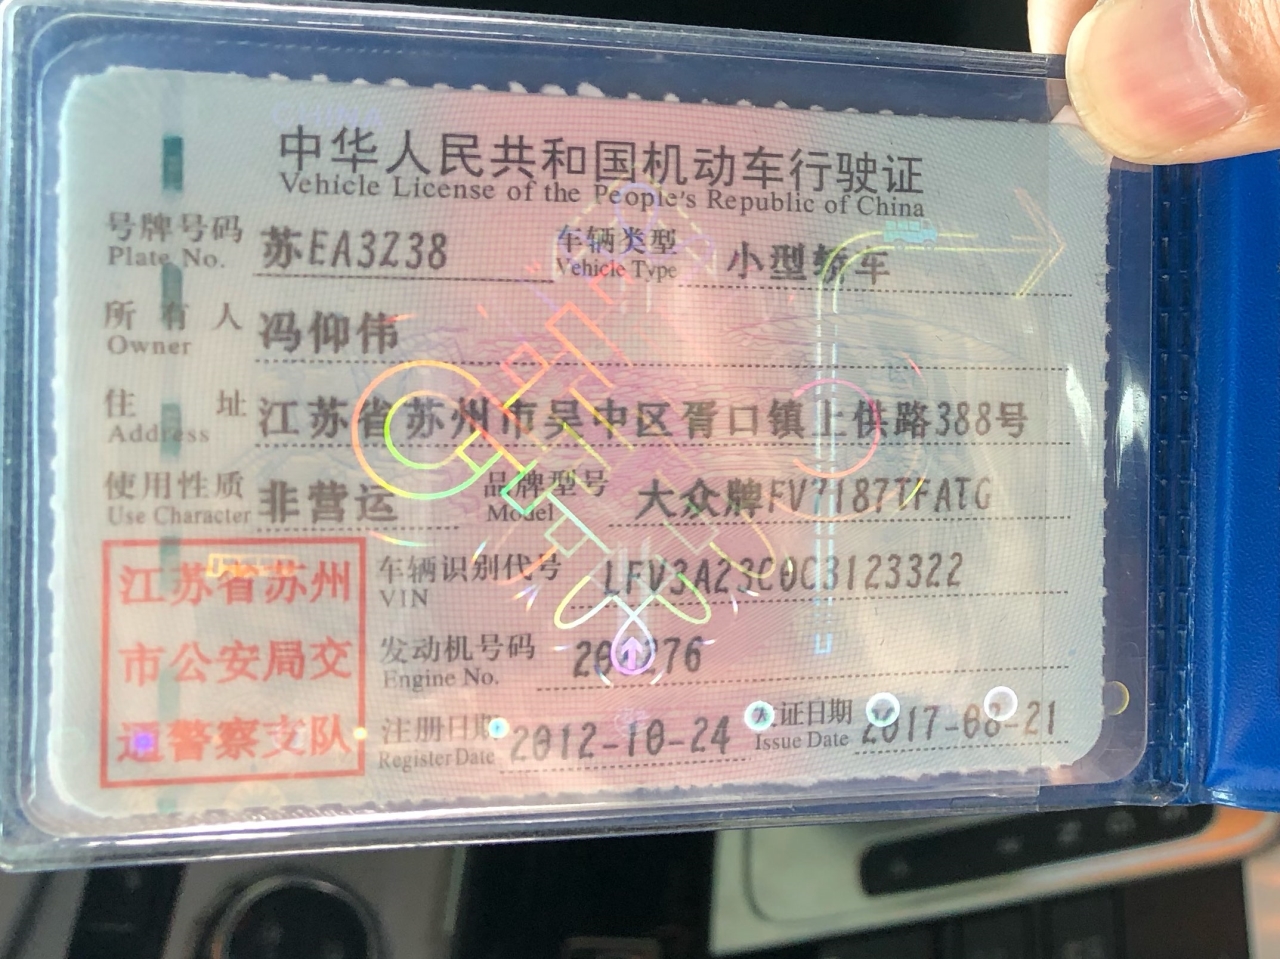 中华人民共和国机动车行驶证
Vehicle License of the People's Republic of China
号牌号码 苏EA3Z38 车辆类型 小型轿车
Plate No. Vehicle Type
所有人 冯仰伟
Owner
住址 江苏省苏州市吴中区胥口镇上供路388号
Address
使用性质 非营运 品牌型号 大众牌FV7187TFATG
Use Character Model
江苏省苏州
市公安局交
通警察支队
车辆识别代号 LFV3A23C0C3123322
VIN
发动机号码
Engine No.
注册日期 2012-10-24 发证日期 2017-08-21
Register Date Issue Date